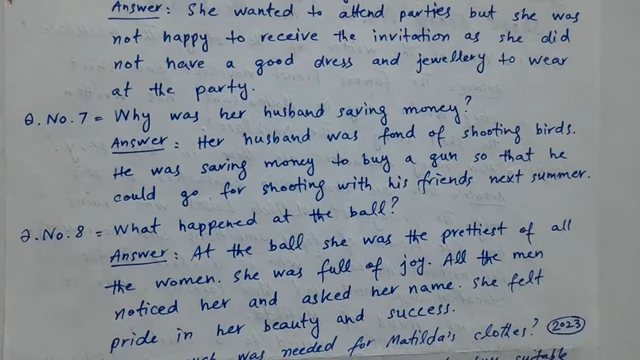 Answer: She wanted to attend parties but she was
not happy to receive the invitation as she did
not have a good dress and jewellery to wear
at the party.
Q. No. 7 = Why was her husband saving money?
Answer: Her husband was fond of shooting birds.
He was saving money to buy a gun so that he
could go for shooting with his friends next summer.
Q. No. 8 = What happened at the ball?
Answer: At the ball she was the prettiest of all
the women. She was full of joy. All the men
noticed her and asked her name. She felt
pride in her beauty and success.
was needed for Matilda's clothes? 2023
suitable